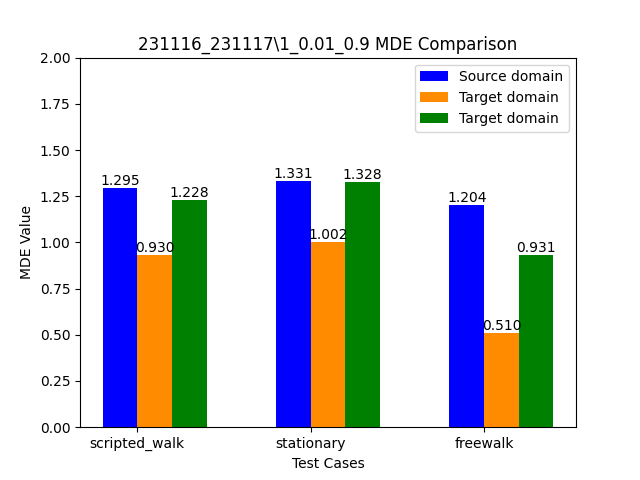 231116_231117\1_0.01_0.9 MDE Comparison
Source domain
Target domain
Target domain
MDE Value
2.00
1.75
1.50
1.25
1.00
0.75
0.50
0.25
0.00
1.295
0.930
1.228
1.331
1.002
1.328
1.204
0.510
0.931
scripted_walk
stationary
freewalk
Test Cases